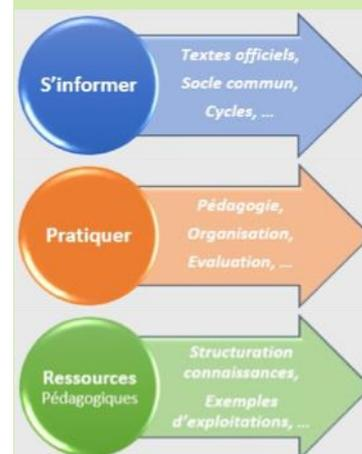 S'informer
Textes officiels,
Socle commun,
Cycles, ...
Pratiquer
Pédagogie,
Organisation,
Evaluation, ...
Ressources
Pédagogiques
Structuration
connaissances,
Exemples
d'exploitations, ...